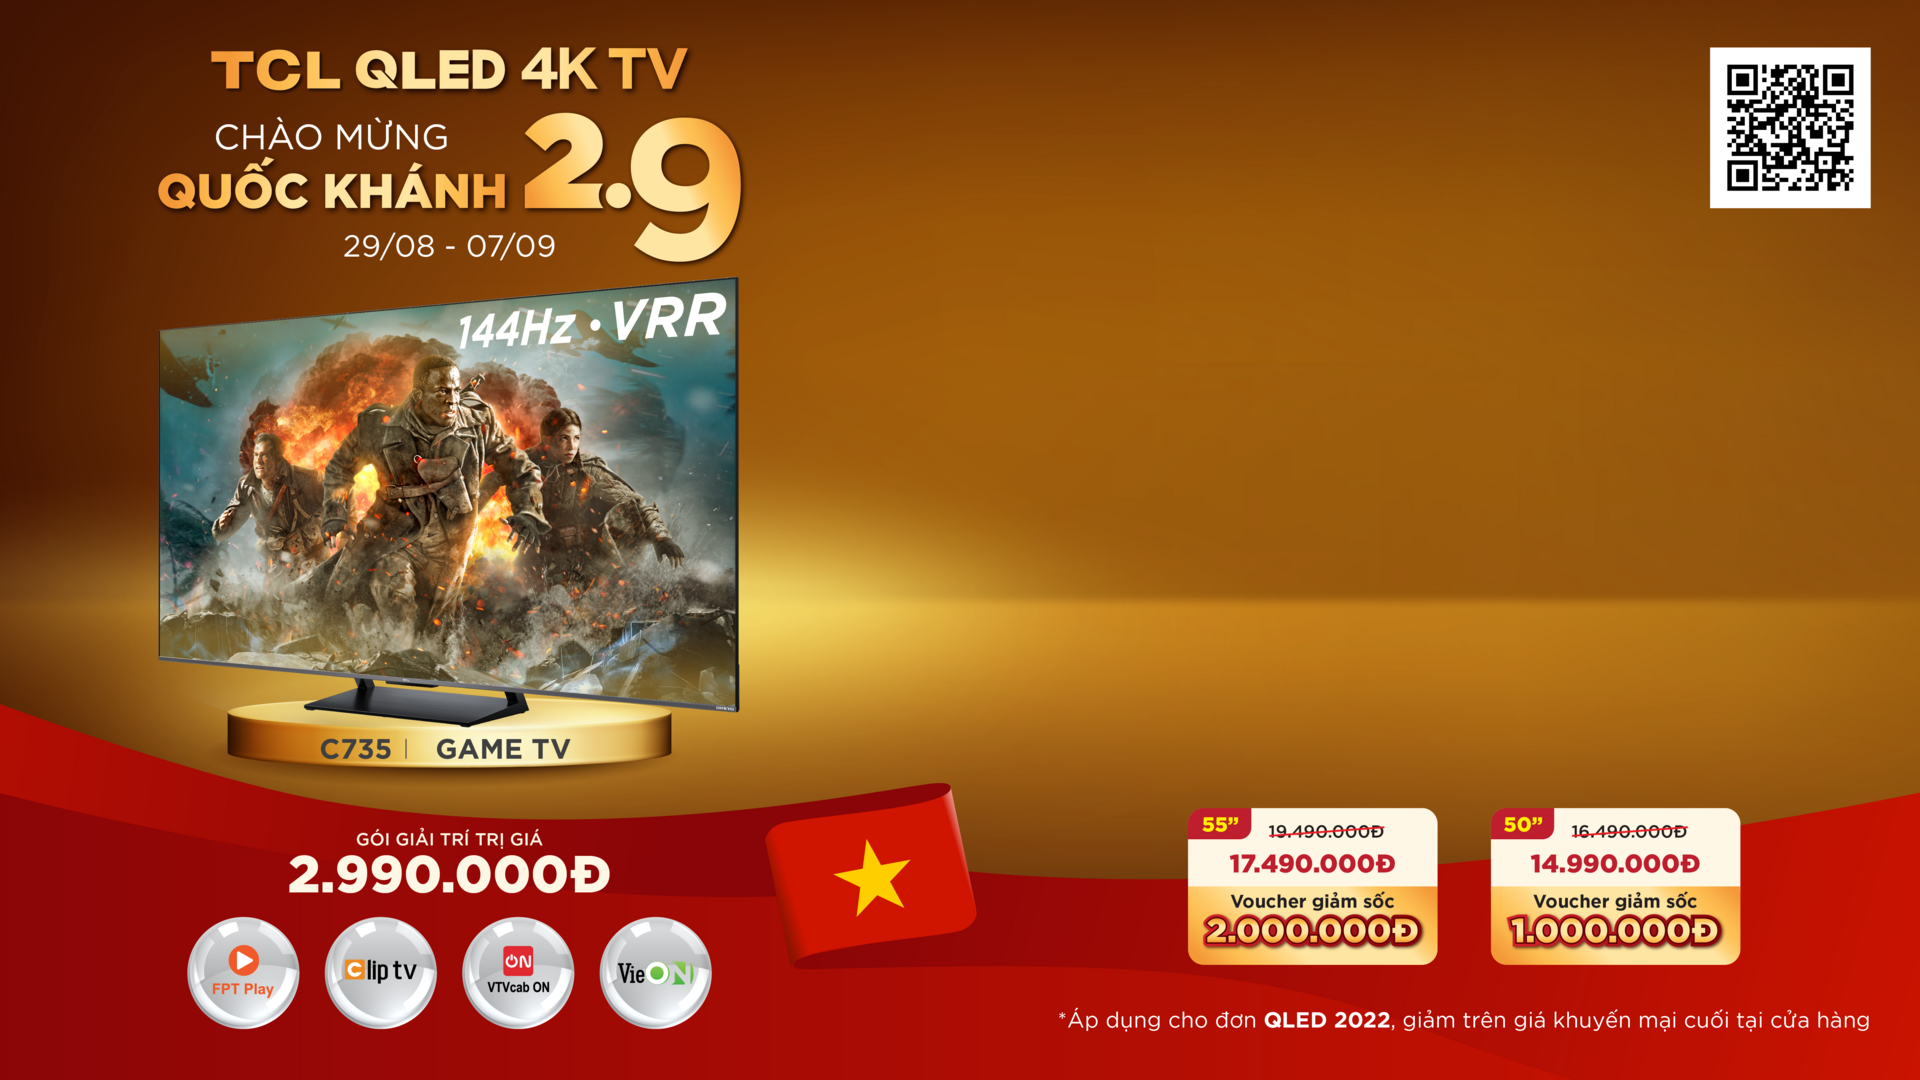 TCL QLED 4K TV
CHÀO MỪNG
QUỐC KHÁNH 2.9
29/08 - 07/09
144Hz • VRR
C735 | GAME TV
GÓI GIẢI TRÍ TRỊ GIÁ
2.990.000Đ
FPT Play
Clip tv
ON
VTVcab ON
VieON
55”
19.490.000Đ
17.490.000Đ
Voucher giảm sốc
2.000.000Đ
50”
16.490.000Đ
14.990.000Đ
Voucher giảm sốc
1.000.000Đ
*Áp dụng cho đơn QLED 2022, giảm trên giá khuyến mại cuối tại cửa hàng